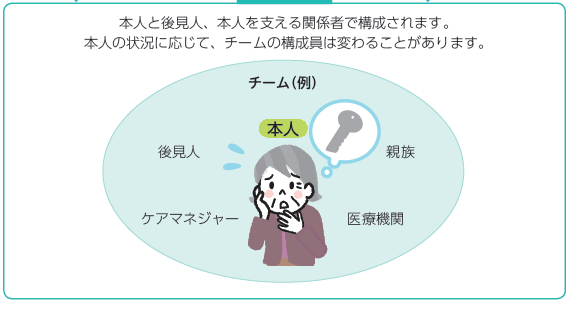 本人と後見人、本人を支える関係者で構成されます。
本人の状況に応じて、チームの構成員は変わることがあります。
チーム（例）
本人
後見人
親族
ケアマネジャー
医療機関